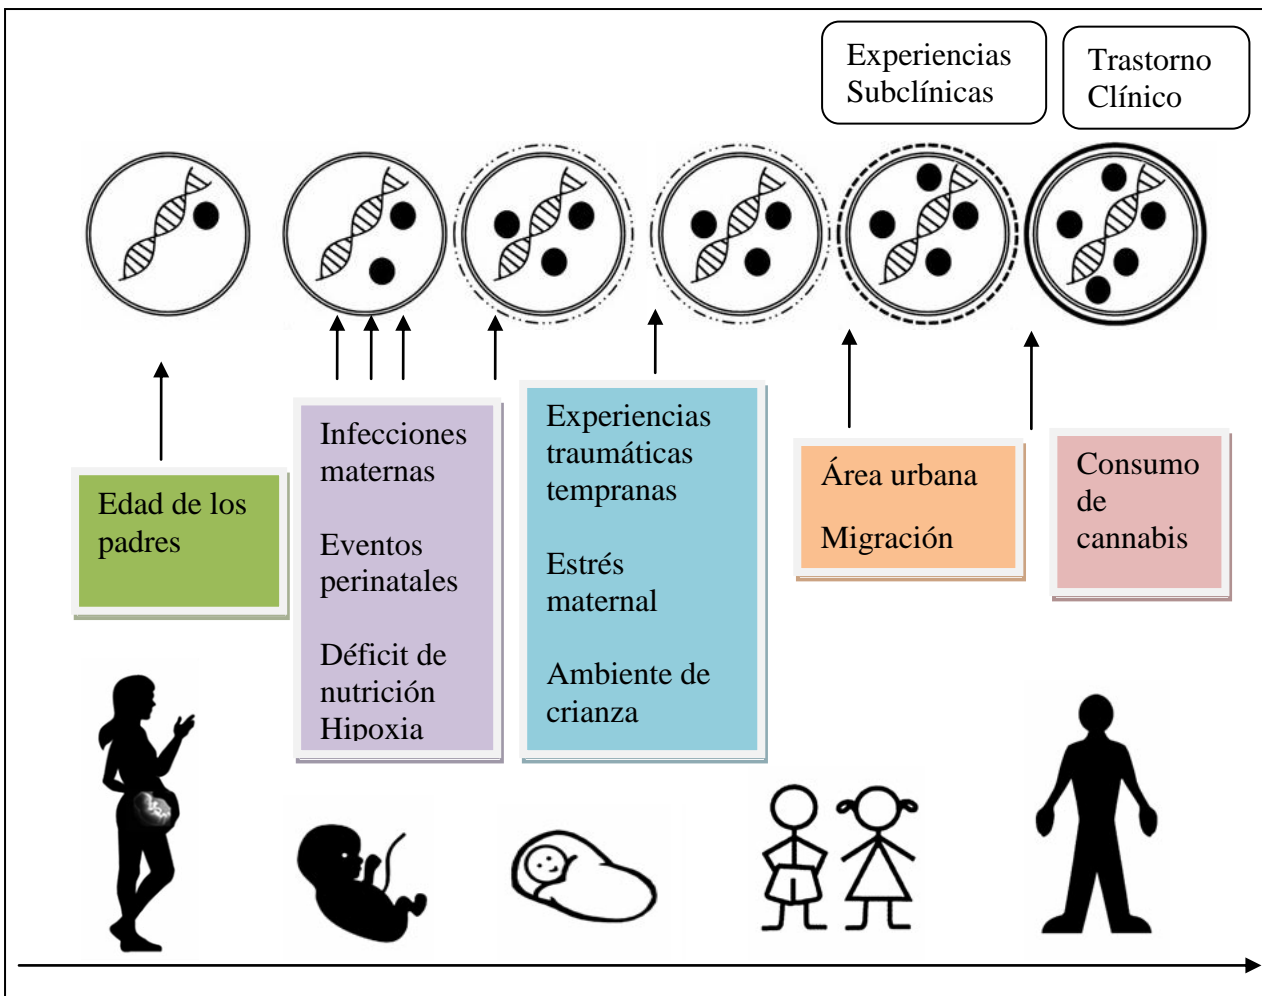 Experiencias
Subclínicas
Trastorno
Clínico
Edad de los
padres
Infecciones
maternas
Eventos
perinatales
Déficit de
nutrición
Hipoxia
Experiencias
traumáticas
tempranas
Estrés
maternal
Ambiente de
crianza
Área urbana
Migración
Consumo
de
cannabis